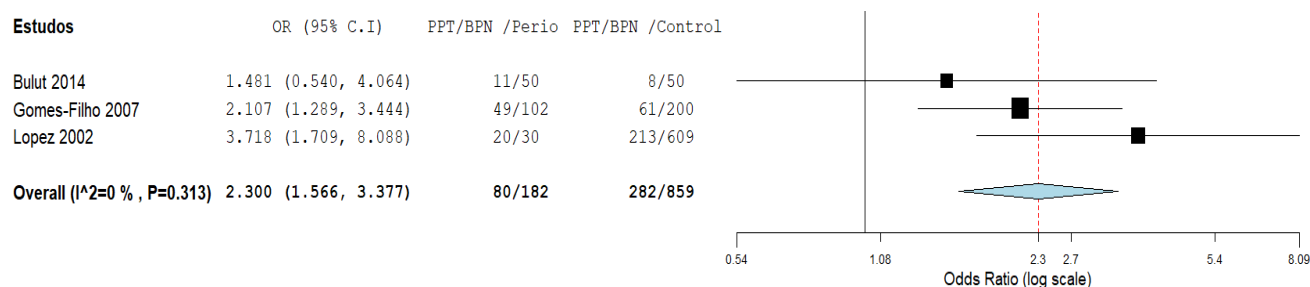 Estudos OR (95% C.I) PPT/BPN /Perio PPT/BPN /Control
Bulut 2014 1.481 (0.540, 4.064) 11/50 8/50
Gomes-Filho 2007 2.107 (1.289, 3.444) 49/102 61/200
Lopez 2002 3.718 (1.709, 8.088) 20/30 213/609
Overall (I^2=0 % , P=0.313) 2.300 (1.566, 3.377) 80/182 282/859
0.54 1.08 2.3 2.7 5.4 8.09
Odds Ratio (log scale)